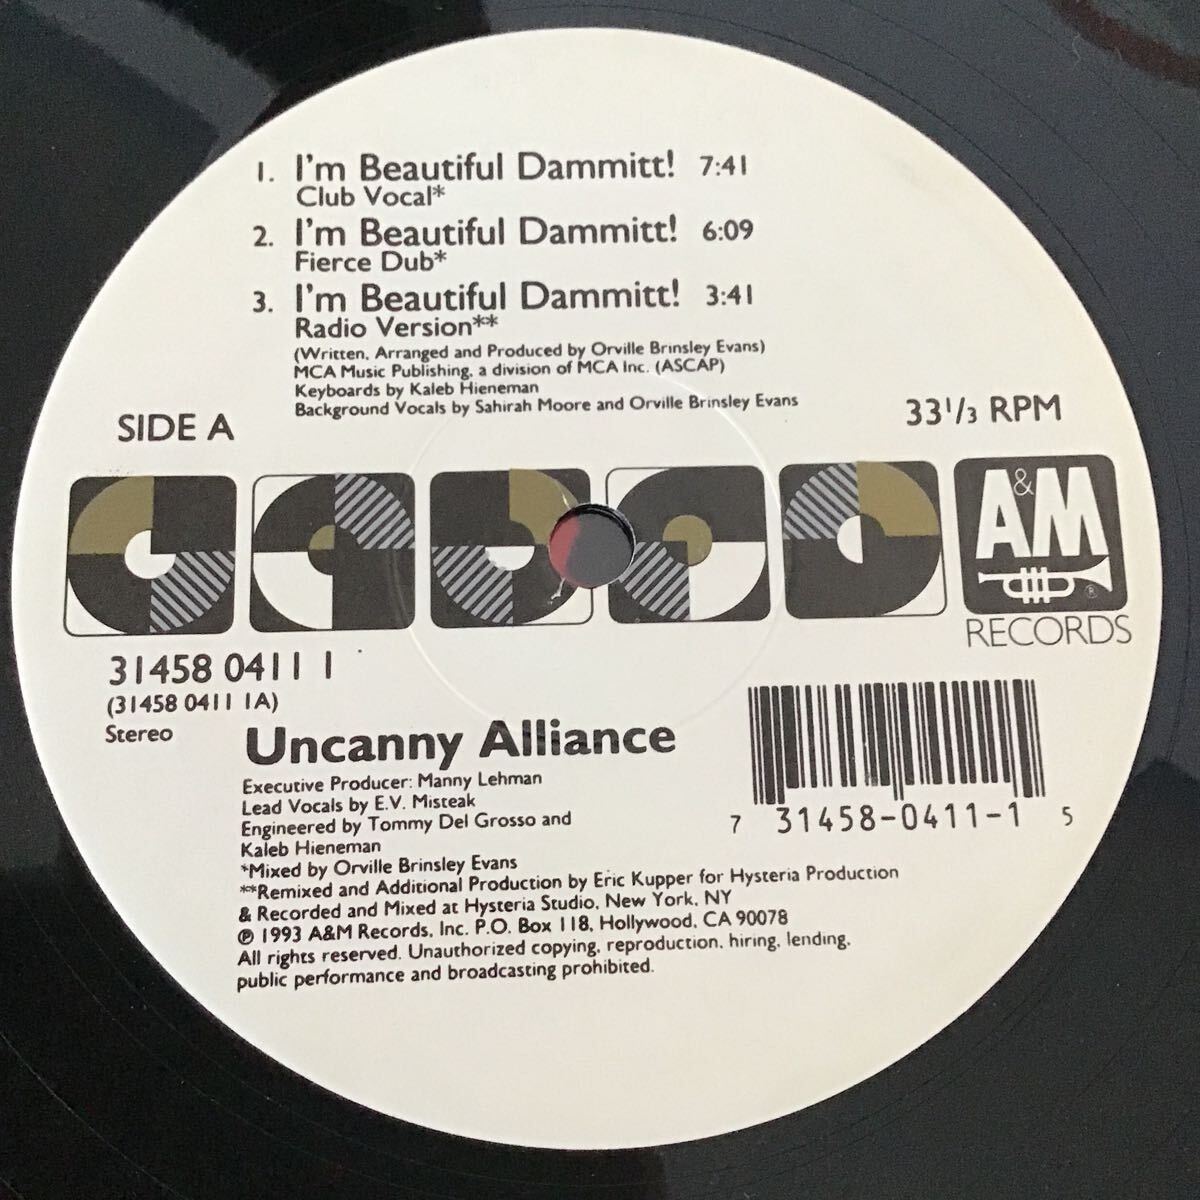 1. I'm Beautiful Dammitt! 7:41
Club Vocal*
2. I'm Beautiful Dammitt! 6:09
Fierce Dub*
3. I'm Beautiful Dammitt! 3:41
Radio Version**
(Written, Arranged and Produced by Orville Brinsley Evans)
MCA Music Publishing, a division of MCA Inc. (ASCAP)
Keyboards by Kaleb Hieneman
Background Vocals by Sahirah Moore and Orville Brinsley Evans
SIDE A
33 1/3 RPM
A&M
®
RECORDS
31458 0411 1
(31458 0411 1A)
Stereo
Uncanny Alliance
Executive Producer: Manny Lehman
Lead Vocals by E.V. Misteak
Engineered by Tommy Del Grosso and
Kaleb Hieneman
*Mixed by Orville Brinsley Evans
**Remixed and Additional Production by Eric Kupper for Hysteria Production
& Recorded and Mixed at Hysteria Studio, New York, NY
℗ 1993 A&M Records, Inc. P.O. Box 118, Hollywood, CA 90078
All rights reserved. Unauthorized copying, reproduction, hiring, lending,
public performance and broadcasting prohibited.
7 31458-0411-1 5